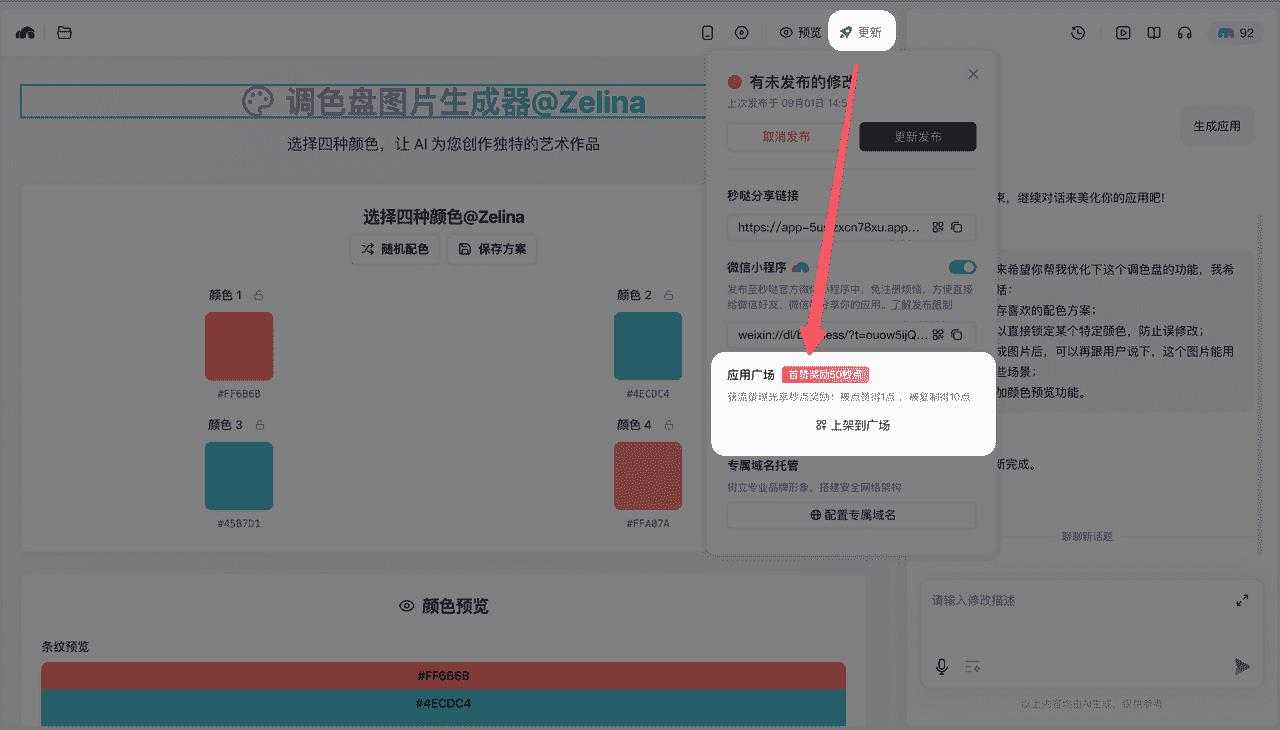 预览
更新
92
调色盘图片生成器@Zelina
选择四种颜色，让 AI 为您创作独特的艺术作品
选择四种颜色@Zelina
随机配色
保存方案
颜色 1
颜色 2
#FF6B6B
#4ECDC4
颜色 3
颜色 4
#45B7D1
#FFA07A
颜色预览
条纹预览
#FF6B6B
#4ECDC4
有未发布的修改
上次发布于 09月01日 14:5
取消发布
更新发布
秒哒分享链接
微信小程序
发布至秒哒官方微信小程序中，免注册烦恼，方便直接
给微信好友、微信 分享你的应用。了解发布限制
weixin://dl/b ness/?t=ouow5ijQ...
应用广场
首赞奖励50秒点
获流量曝光享秒点奖励！被点赞得1点 ，被复制得10点
上架到广场
专属域名托管
树立专业品牌形象，搭建安全网络架构
配置专属域名
生成应用
，继续对话来美化你的应用吧!
来希望你帮我优化下这个调色盘的功能，我希
括:
存喜欢的配色方案；
以直接锁定某个特定颜色，防止误修改；
成图片后，可以再跟用户说下，这个图片能用
些场景；
加颜色预览功能。
新完成。
聊聊新话题
请输入修改描述
以上内容均由AI生成，仅供参考